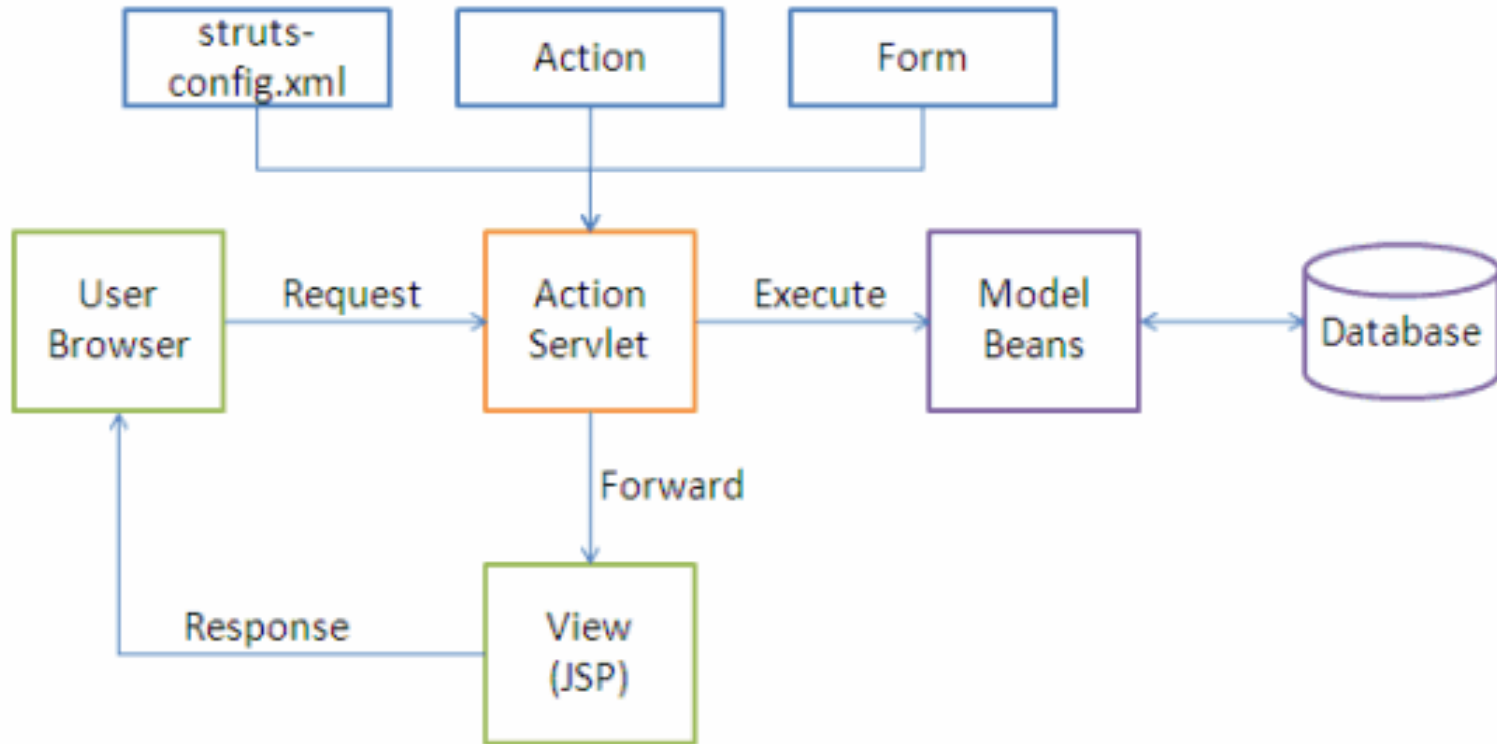 struts-
config.xml
Action
Form
User
Browser
Request
Action
Servlet
Execute
Model
Beans
Database
Forward
Response
View
(JSP)